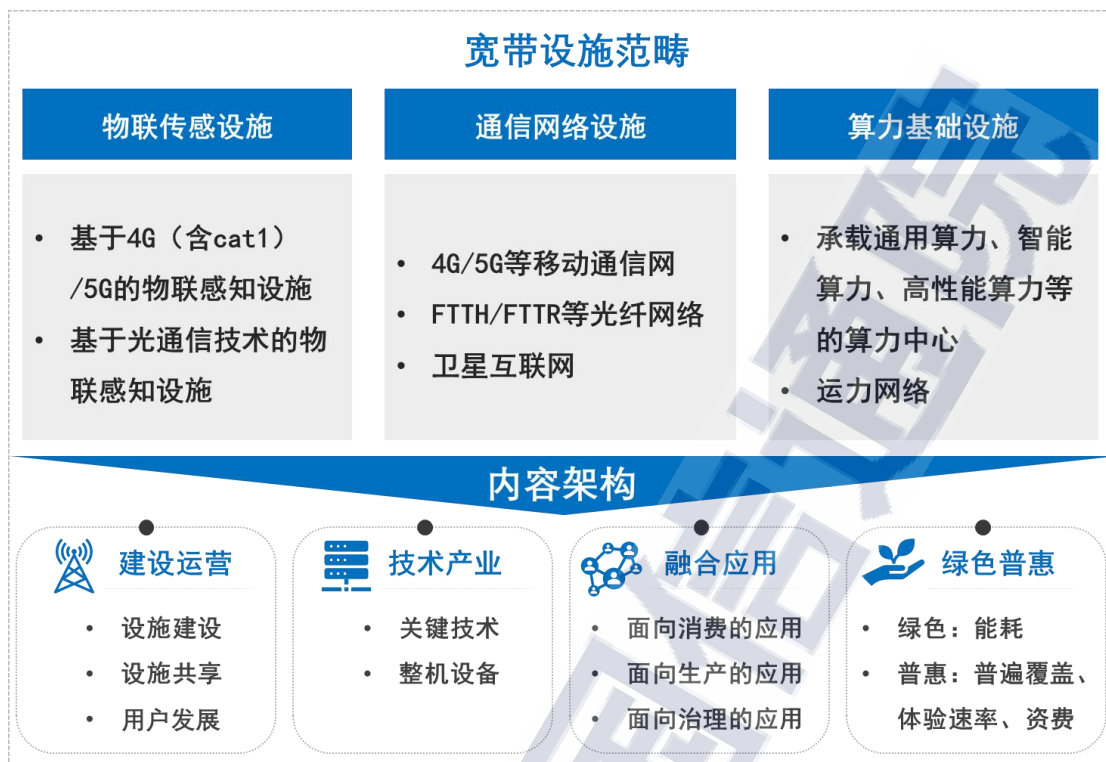 宽带设施范畴
物联传感设施
• 基于4G（含cat1）
/5G的物联感知设施
• 基于光通信技术的物
联感知设施
通信网络设施
• 4G/5G等移动通信网
• FTTH/FTTR等光纤网络
• 卫星互联网
算力基础设施
• 承载通用算力、智能
算力、高性能算力等
的算力中心
• 运力网络
内容架构
建设运营
• 设施建设
• 设施共享
• 用户发展
技术产业
• 关键技术
• 整机设备
融合应用
• 面向消费的应用
• 面向生产的应用
• 面向治理的应用
绿色普惠
• 绿色：能耗
• 普惠：普遍覆盖、
体验速率、资费
信通院